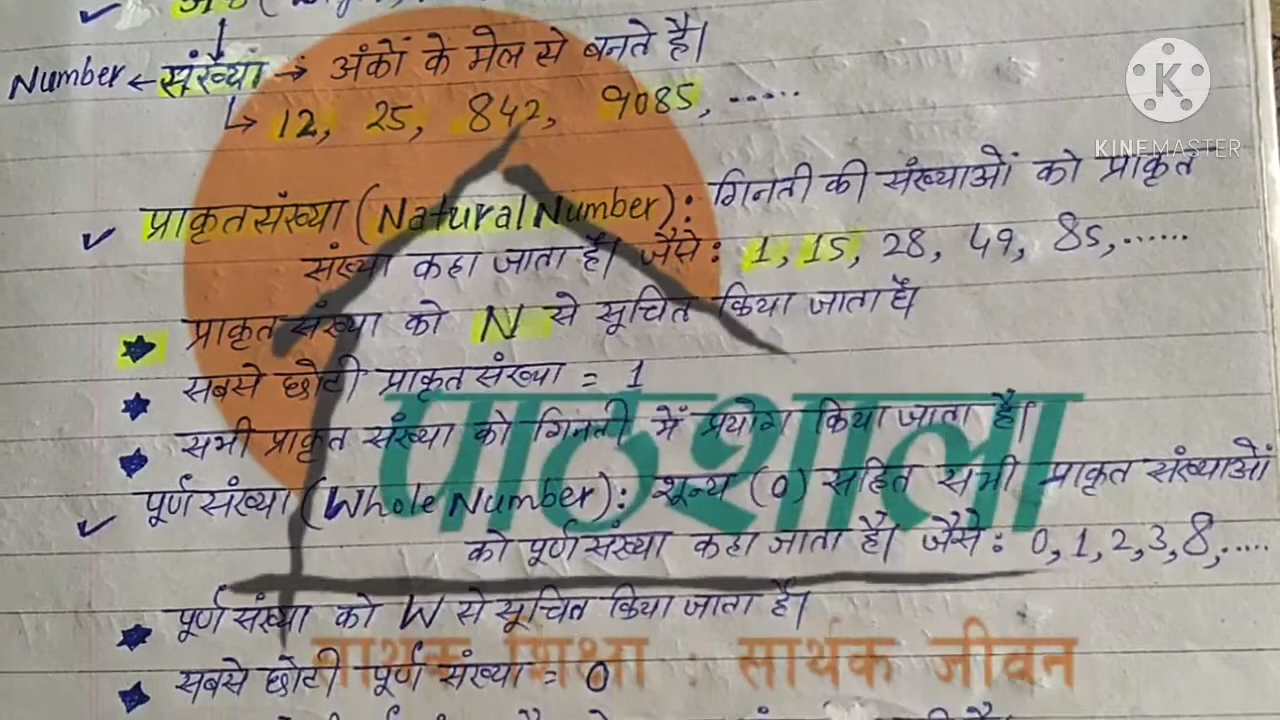 Number ← संख्या → अंकों के मेल से बनते है।
KINEMASTER
↳ 12, 25, 842, 9085, ......
✓ प्राकृत संख्या (Natural Number): गिनती की संख्याओं को प्राकृत
संख्या कहा जाता है। जैसे: 1, 15, 28, 49, 85, ......
★ प्राकृत संख्या को N से सूचित किया जाता है।
★ सबसे छोटी प्राकृत संख्या = 1
★ सभी प्राकृत संख्या को गिनती में प्रयोग किया जाता है।
पाठशाला
✓ पूर्ण संख्या (Whole Number): शून्य (0) सहित सभी प्राकृत संख्याओं
को पूर्ण संख्या कहा जाता है। जैसे: 0, 1, 2, 3, 8, .....
★ पूर्ण संख्या को W से सूचित किया जाता है।
सार्थक शिक्षा : सार्थक जीवन
★ सबसे छोटी पूर्ण संख्या = 0